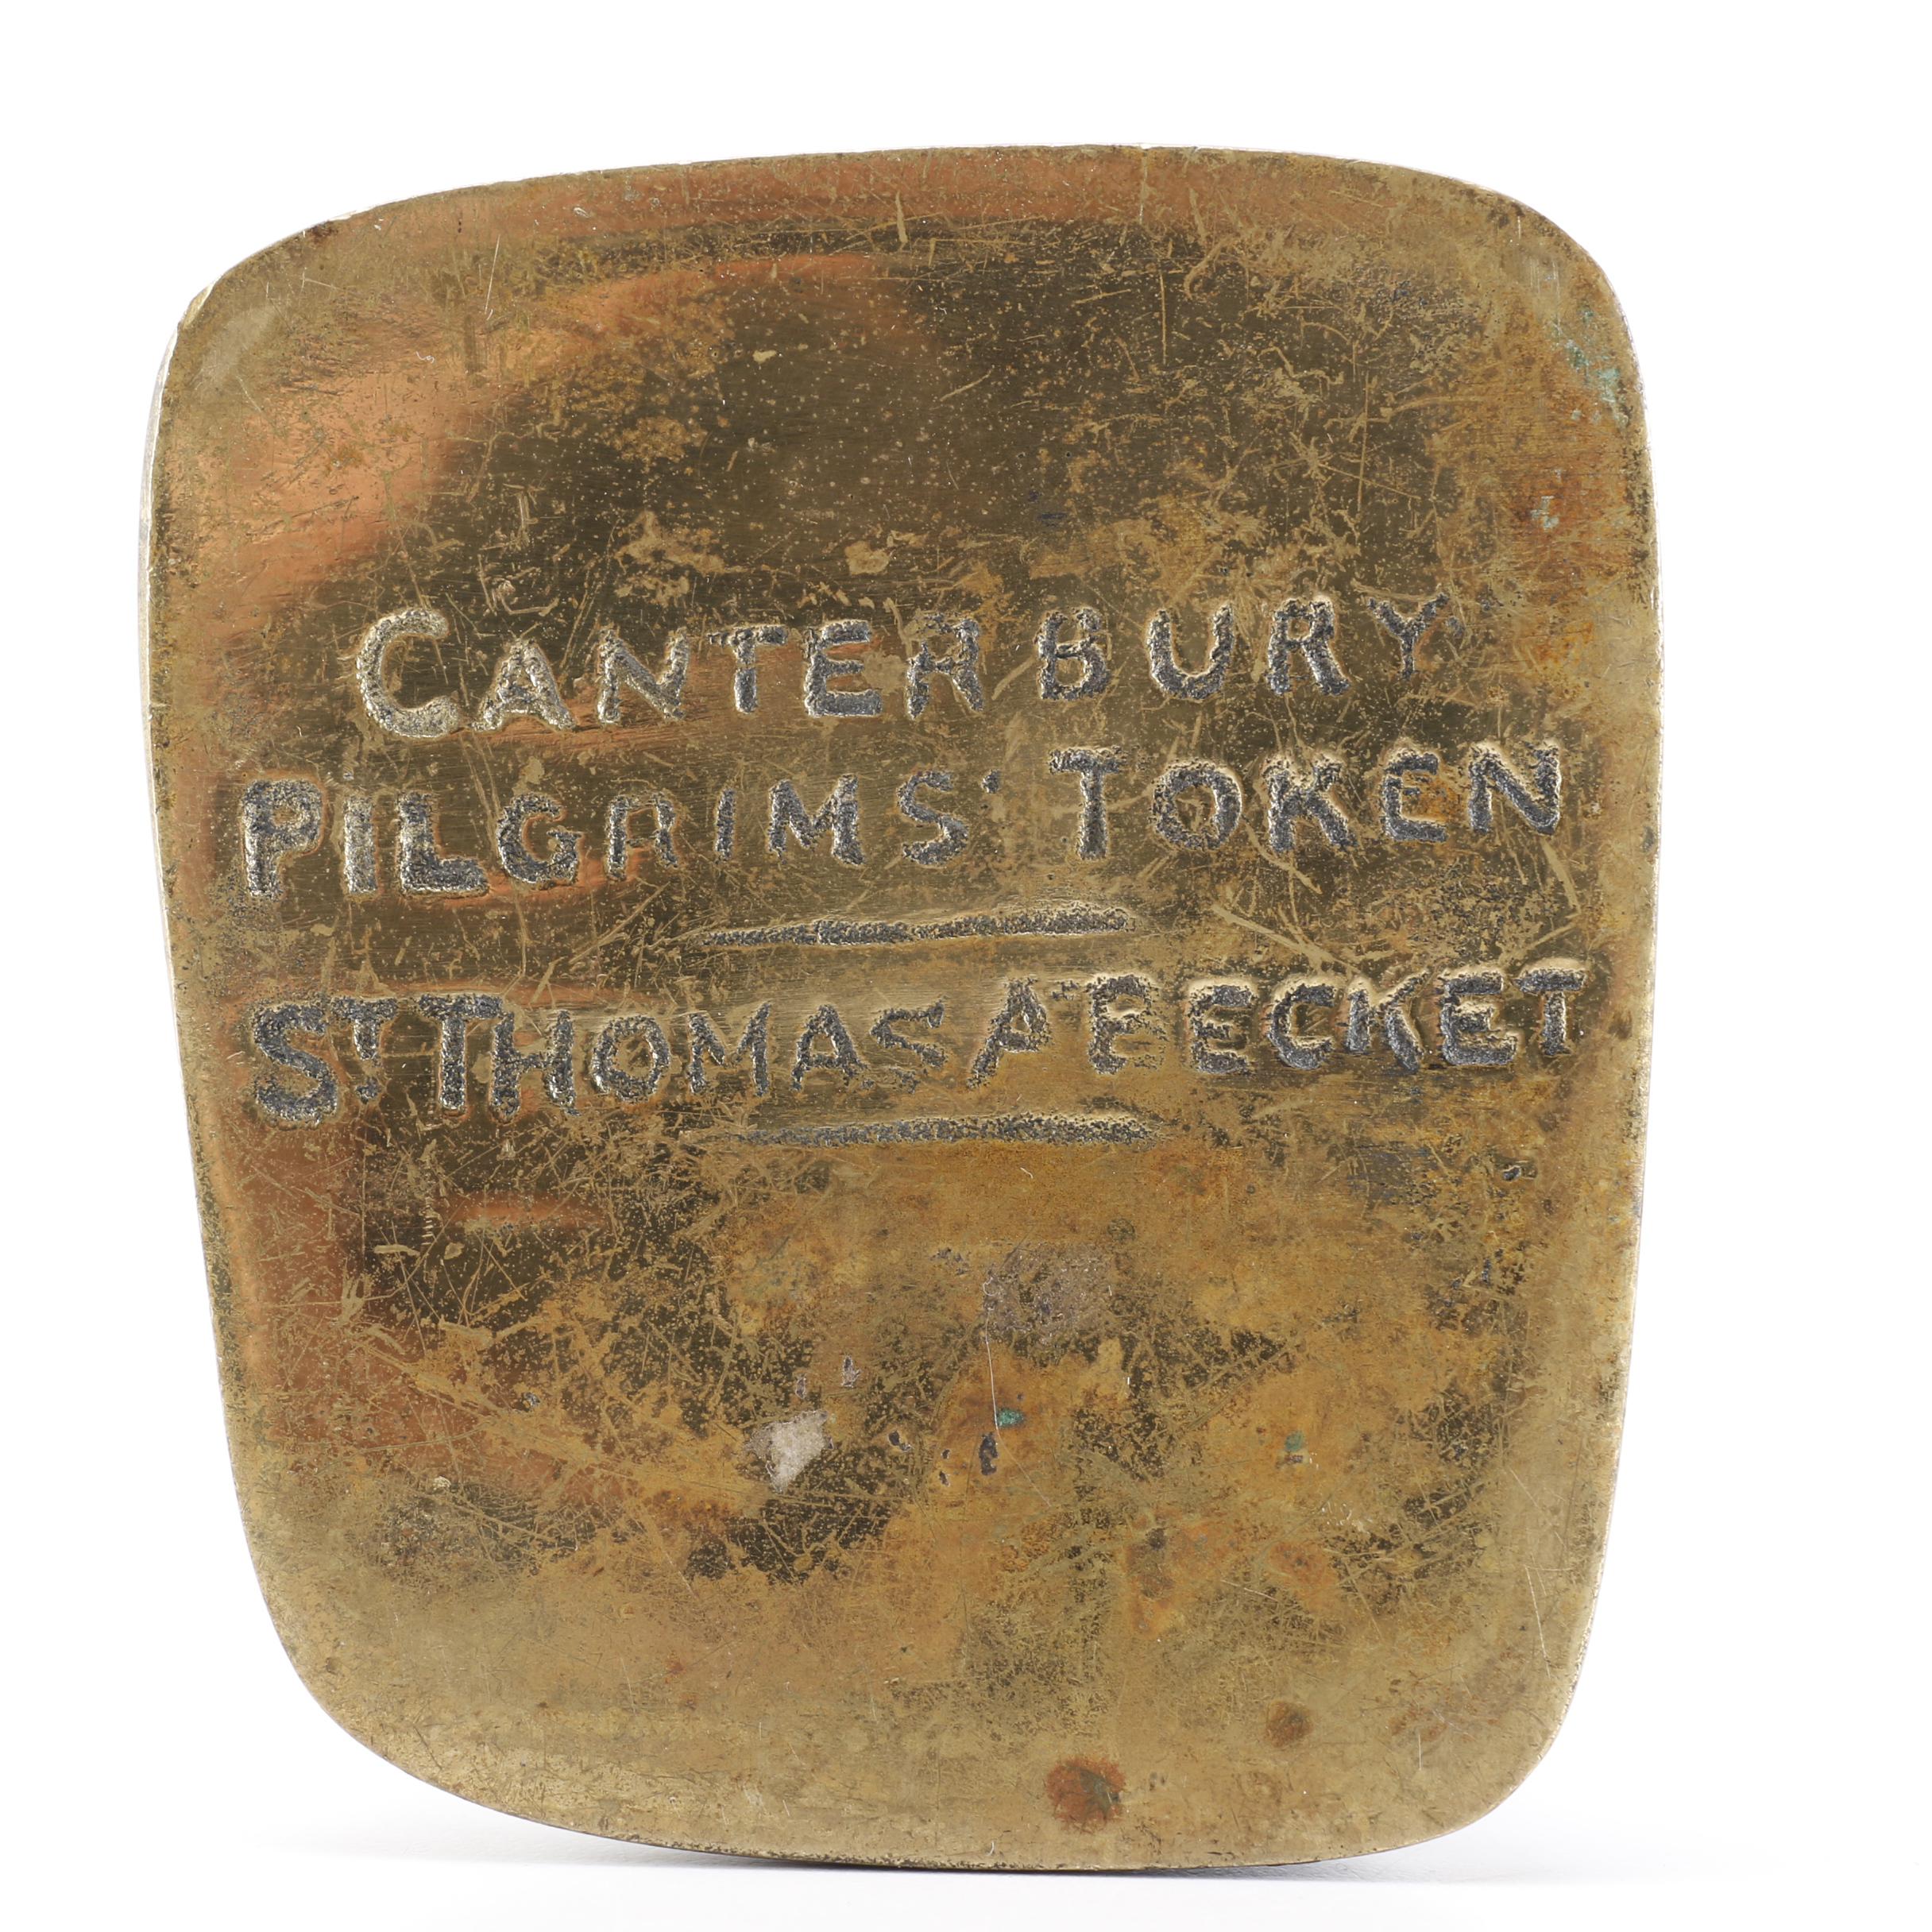 CANTERBURY
PILGRIMS' TOKEN
ST THOMAS A'BECKET